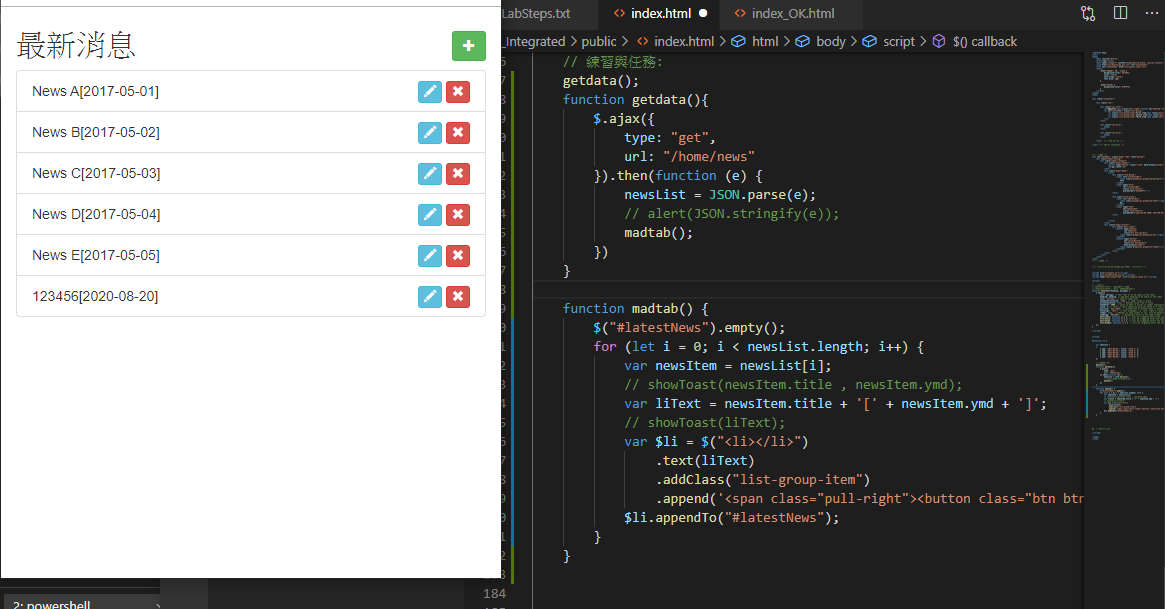 最新消息
+
News A[2017-05-01]
News B[2017-05-02]
News C[2017-05-03]
News D[2017-05-04]
News E[2017-05-05]
123456[2020-08-20]
LabSteps.txt
<> index.html ●
<> index_OK.html
_Integrated > public > <> index.html > html > body > script > $() callback
// 練習與任務:
getdata();
function getdata(){
$.ajax({
type: "get",
url: "/home/news"
}).then(function (e) {
newsList = JSON.parse(e);
// alert(JSON.stringify(e));
madtab();
})
}
function madtab() {
$("#latestNews").empty();
for (let i = 0; i < newsList.length; i++) {
var newsItem = newsList[i];
// showToast(newsItem.title , newsItem.ymd);
var liText = newsItem.title + '[' + newsItem.ymd + ']';
// showToast(liText);
var $li = $("<li></li>")
.text(liText)
.addClass("list-group-item")
.append('<span class="pull-right"><button class="btn btn
$li.appendTo("#latestNews");
}
}
184
2: powershell